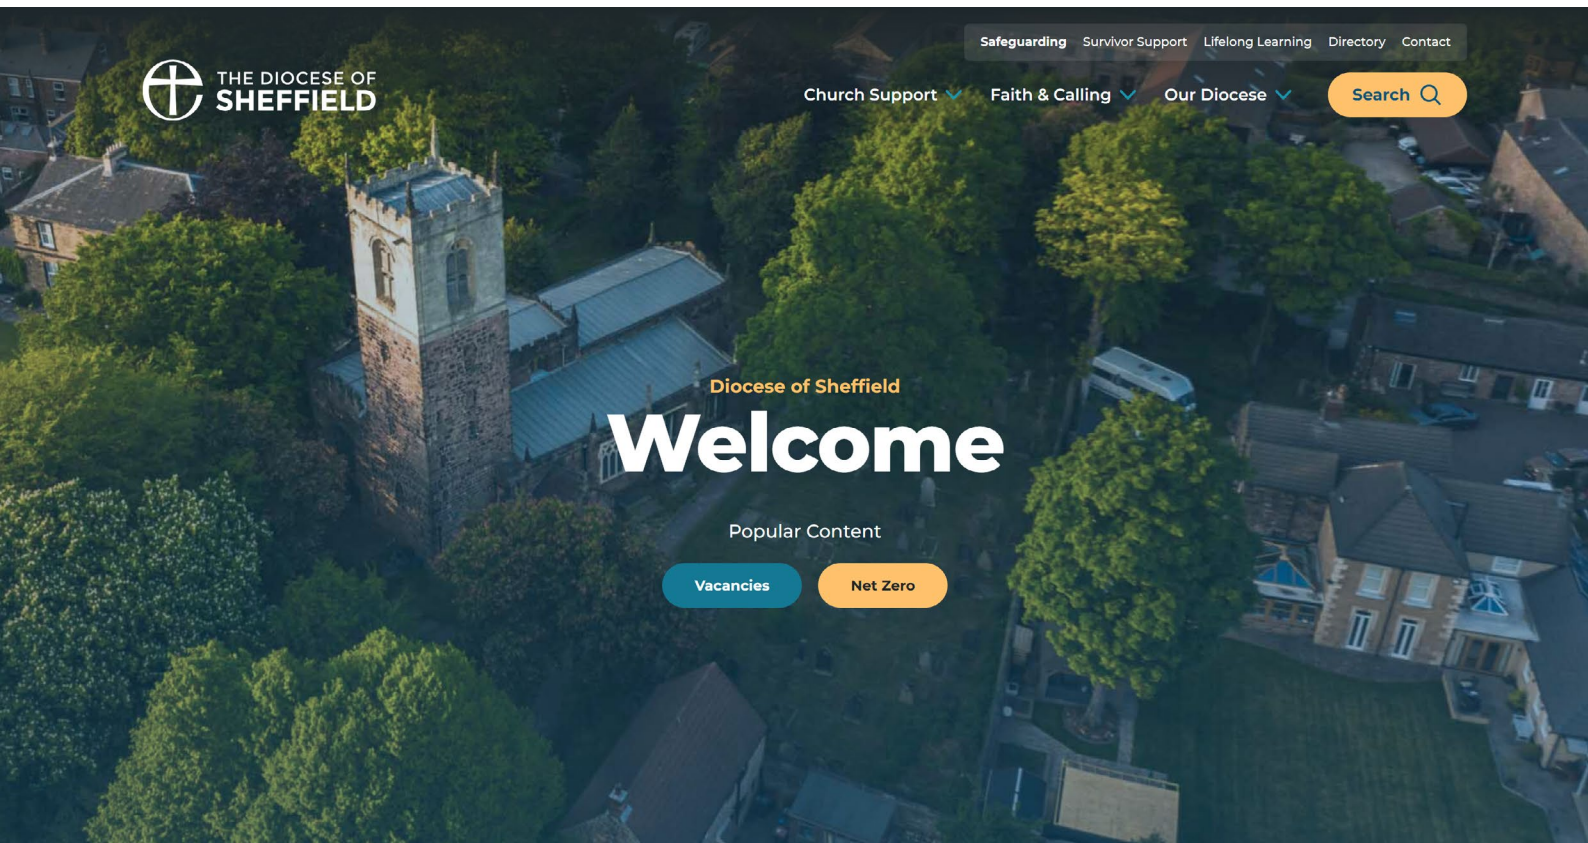 Safeguarding Survivor Support Lifelong Learning Directory Contact
THE DIOCESE OF
SHEFFIELD
Church Support Faith & Calling Our Diocese Search
Diocese of Sheffield
Welcome
Popular Content
Vacancies Net Zero